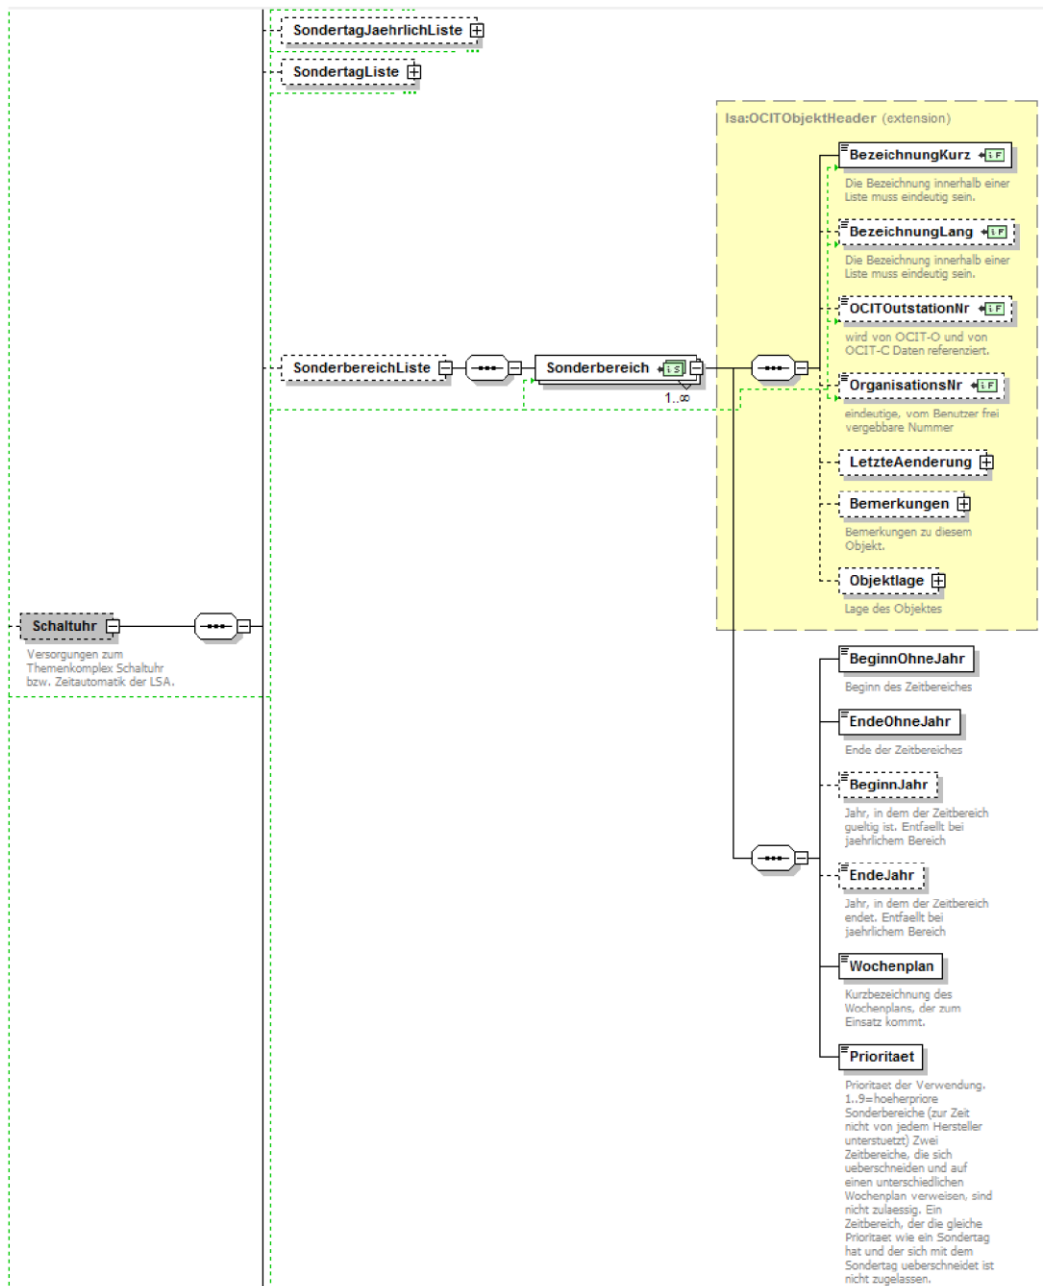 SondertagJaehrlichListe
SondertagListe
lsa:OCITObjektHeader (extension)
BezeichnungKurz
Die Bezeichnung innerhalb einer
Liste muss eindeutig sein.
BezeichnungLang
Die Bezeichnung innerhalb einer
Liste muss eindeutig sein.
OCITOutstationNr
wird von OCIT-O und von
OCIT-C Daten referenziert.
SonderbereichListe
Sonderbereich
1..∞
OrganisationsNr
eindeutige, vom Benutzer frei
vergebbare Nummer
LetzteAenderung
Bemerkungen
Bemerkungen zu diesem
Objekt.
Objektlage
Lage des Objektes
Schaltuhr
Versorgungen zum
Themenkomplex Schaltuhr
bzw. Zeitautomatik der LSA.
BeginnOhneJahr
Beginn des Zeitbereiches
EndeOhneJahr
Ende der Zeitbereiches
BeginnJahr
Jahr, in dem der Zeitbereich
gueltig ist. Entfaellt bei
jaehrlichem Bereich
EndeJahr
Jahr, in dem der Zeitbereich
endet. Entfaellt bei
jaehrlichem Bereich
Wochenplan
Kurzbezeichnung des
Wochenplans, der zum
Einsatz kommt.
Prioritaet
Prioritaet der Verwendung.
1..9=hoeherpriore
Sonderbereiche (zur Zeit
nicht von jedem Hersteller
unterstuetzt) Zwei
Zeitbereiche, die sich
ueberschneiden und auf
einen unterschiedlichen
Wochenplan verweisen, sind
nicht zulaessig. Ein
Zeitbereich, der die gleiche
Prioritaet wie ein Sondertag
hat und der sich mit dem
Sondertag ueberschneidet ist
nicht zugelassen.